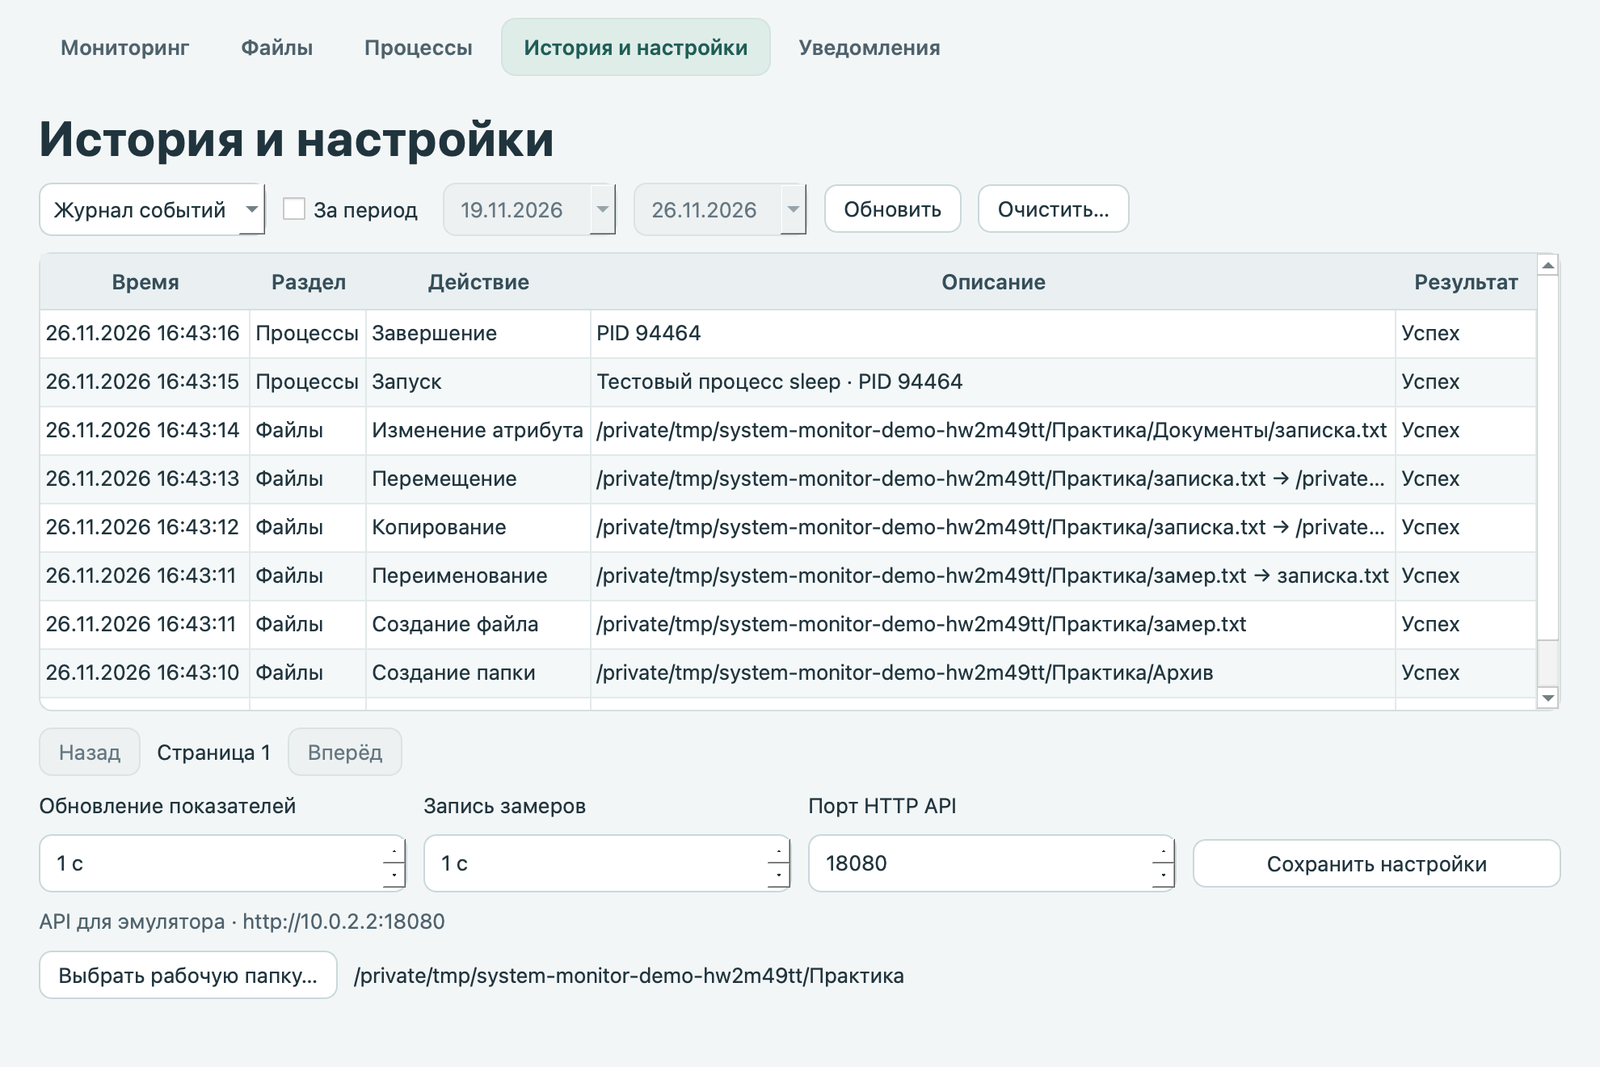 Мониторинг Файлы Процессы История и настройки Уведомления
История и настройки
Журнал событий За период 19.11.2026 26.11.2026 Обновить Очистить...
Время Раздел Действие Описание Результат
26.11.2026 16:43:16 Процессы Завершение PID 94464 Успех
26.11.2026 16:43:15 Процессы Запуск Тестовый процесс sleep · PID 94464 Успех
26.11.2026 16:43:14 Файлы Изменение атрибута /private/tmp/system-monitor-demo-hw2m49tt/Практика/Документы/записка.txt Успех
26.11.2026 16:43:13 Файлы Перемещение /private/tmp/system-monitor-demo-hw2m49tt/Практика/записка.txt → /private... Успех
26.11.2026 16:43:12 Файлы Копирование /private/tmp/system-monitor-demo-hw2m49tt/Практика/записка.txt → /private... Успех
26.11.2026 16:43:11 Файлы Переименование /private/tmp/system-monitor-demo-hw2m49tt/Практика/замер.txt → записка.txt Успех
26.11.2026 16:43:11 Файлы Создание файла /private/tmp/system-monitor-demo-hw2m49tt/Практика/замер.txt Успех
26.11.2026 16:43:10 Файлы Создание папки /private/tmp/system-monitor-demo-hw2m49tt/Практика/Архив Успех
Назад Страница 1 Вперёд
Обновление показателей Запись замеров Порт HTTP API
1 с 1 с 18080 Сохранить настройки
API для эмулятора · http://10.0.2.2:18080
Выбрать рабочую папку... /private/tmp/system-monitor-demo-hw2m49tt/Практика